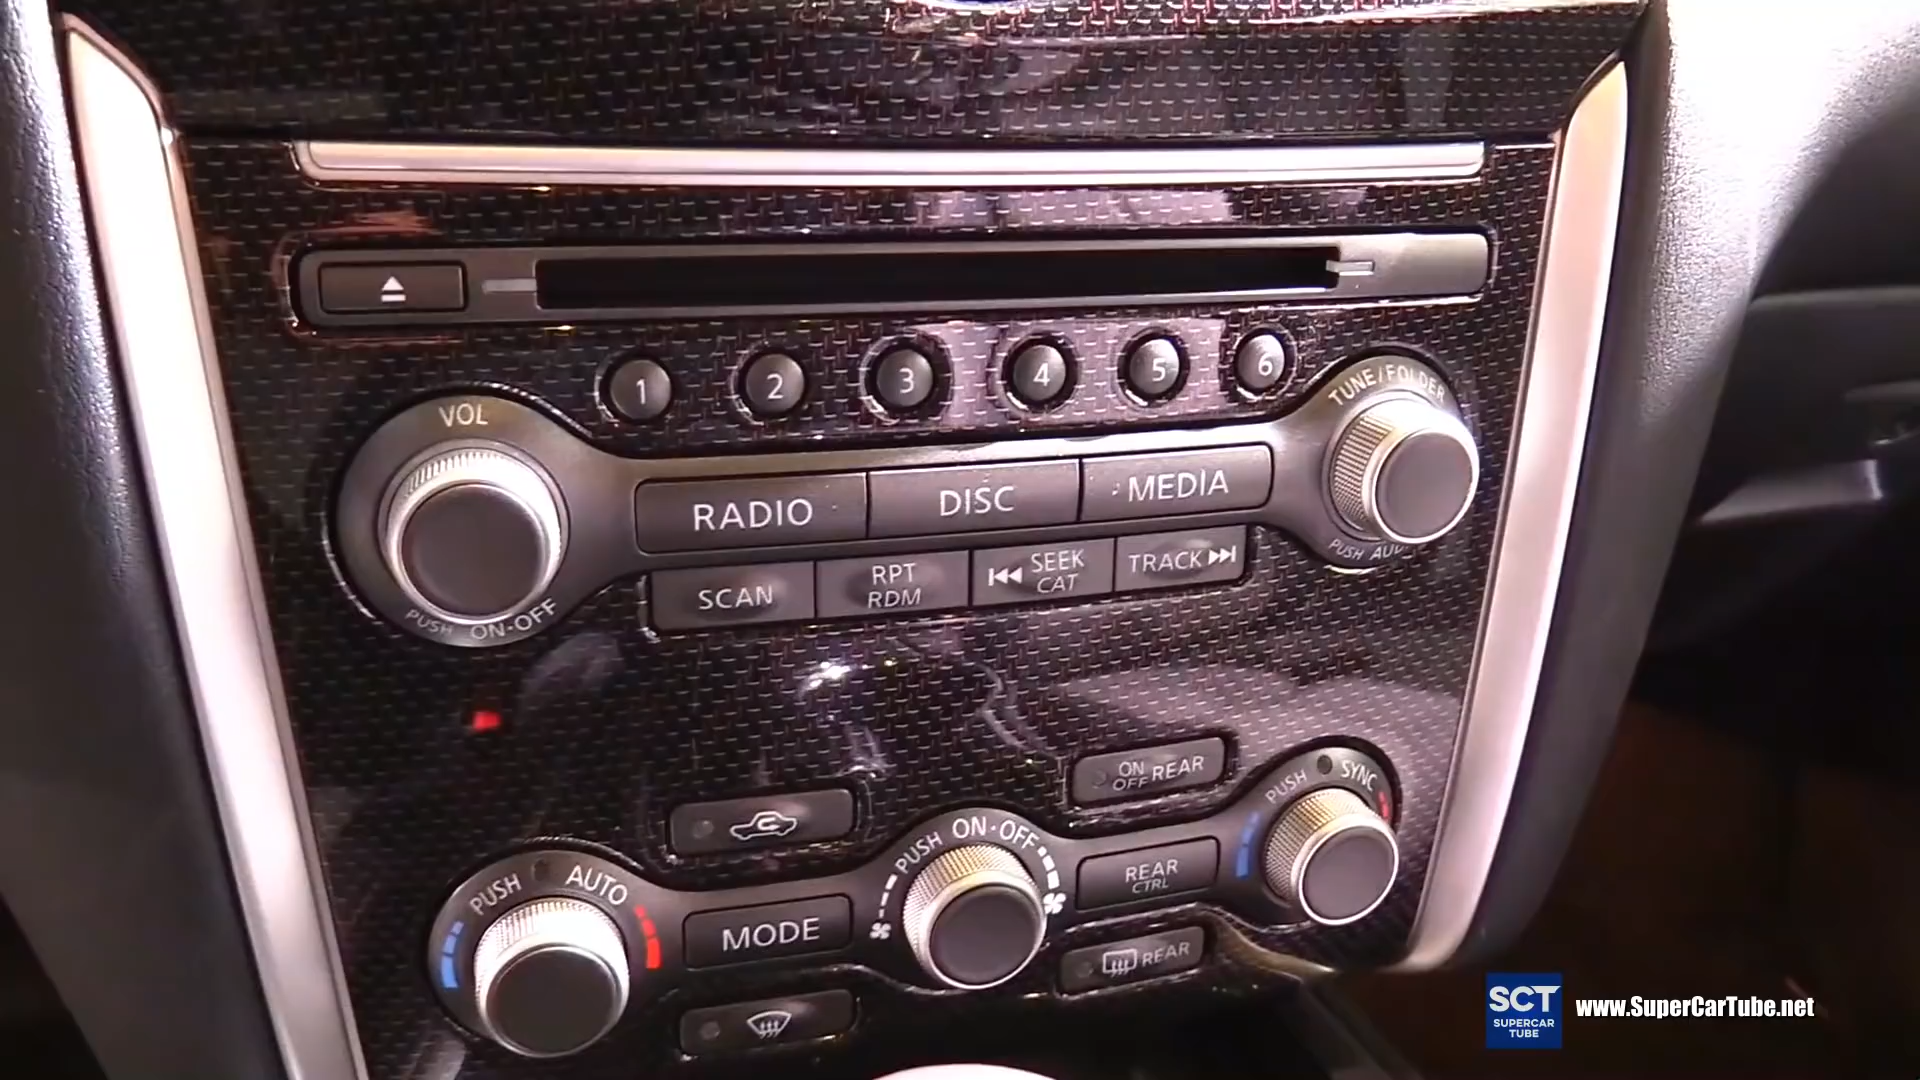 1 2 3 4 5 6
VOL
TUNE/FOLDER
RADIO
DISC
MEDIA
PUSH ON·OFF
SCAN
RPT
RDM
SEEK
CAT
TRACK
PUSH
ON
OFF
REAR
PUSH SYNC
PUSH ON·OFF
PUSH AUTO
MODE
REAR
CTRL
REAR
SCT
SUPERCAR
TUBE
www.SuperCarTube.net